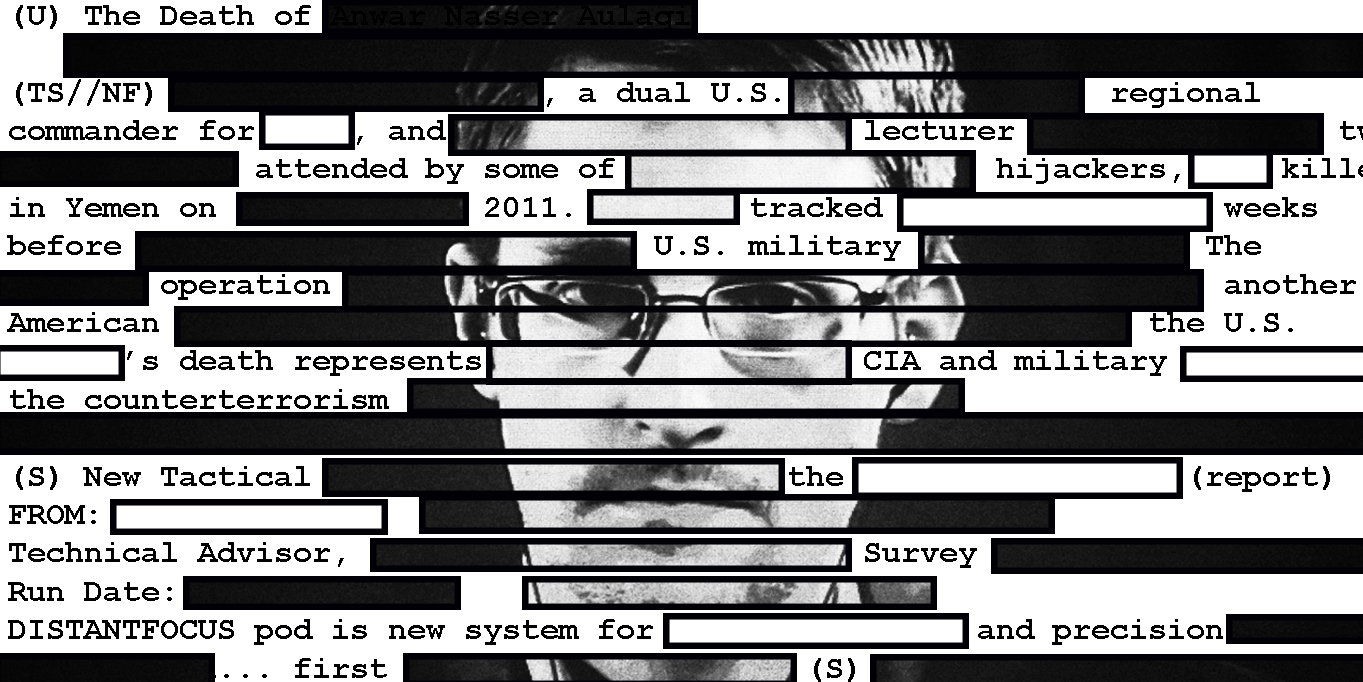 (U) The Death of Anwar Nasser Aulaqi
(TS//NF) , a dual U.S. regional
commander for , and lecturer
attended by some of hijackers,
in Yemen on 2011. tracked weeks
before U.S. military The
operation another
American the U.S.
's death represents CIA and military
the counterterrorism
(S) New Tactical the (report)
FROM:
Technical Advisor, Survey
Run Date:
DISTANTFOCUS pod is new system for and precision
... first (S)